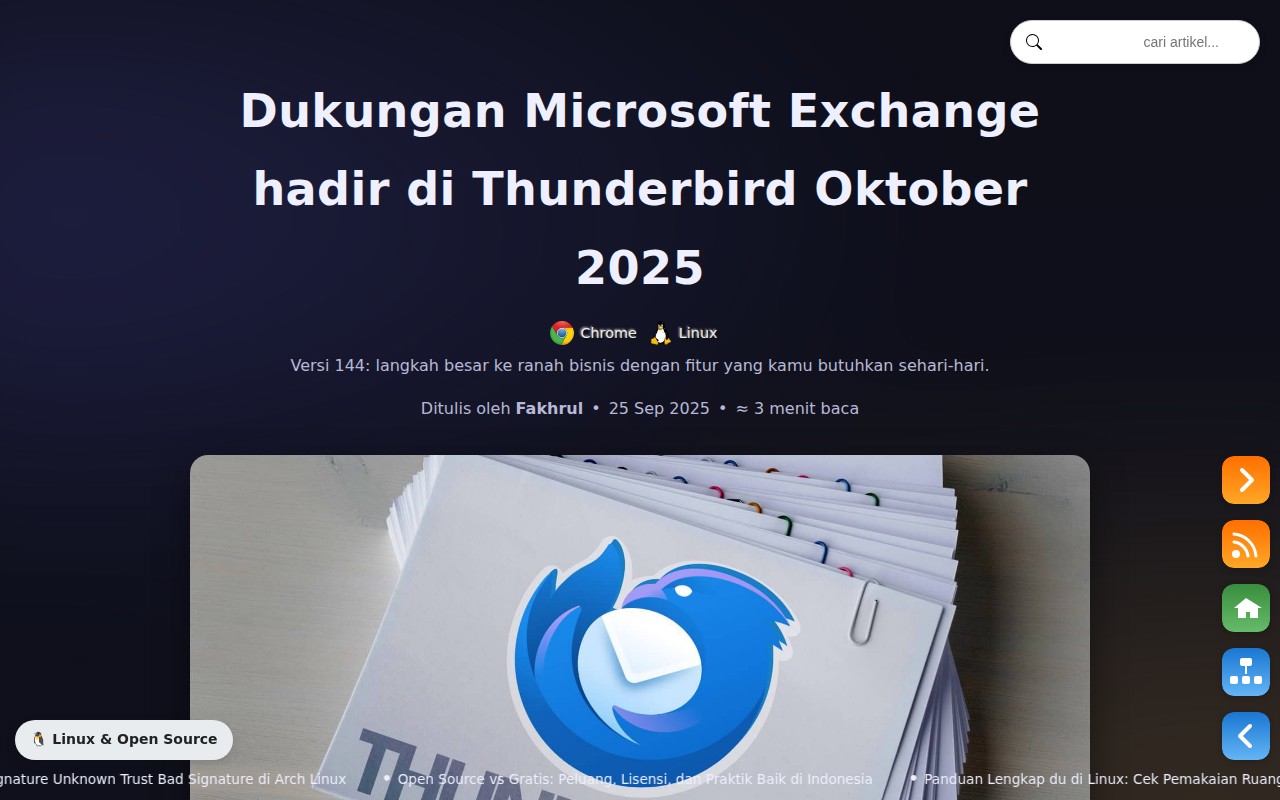 cari artikel...
Dukungan Microsoft Exchange
hadir di Thunderbird Oktober
2025
Chrome Linux
Versi 144: langkah besar ke ranah bisnis dengan fitur yang kamu butuhkan sehari-hari.
Ditulis oleh Fakhrul • 25 Sep 2025 • ≈ 3 menit baca
Linux & Open Source
Unknown Trust Bad Signature di Arch Linux • Open Source vs Gratis: Peluang, Lisensi, dan Praktik Baik di Indonesia • Panduan Lengkap du di Linux: Cek Pemakaian Ruang